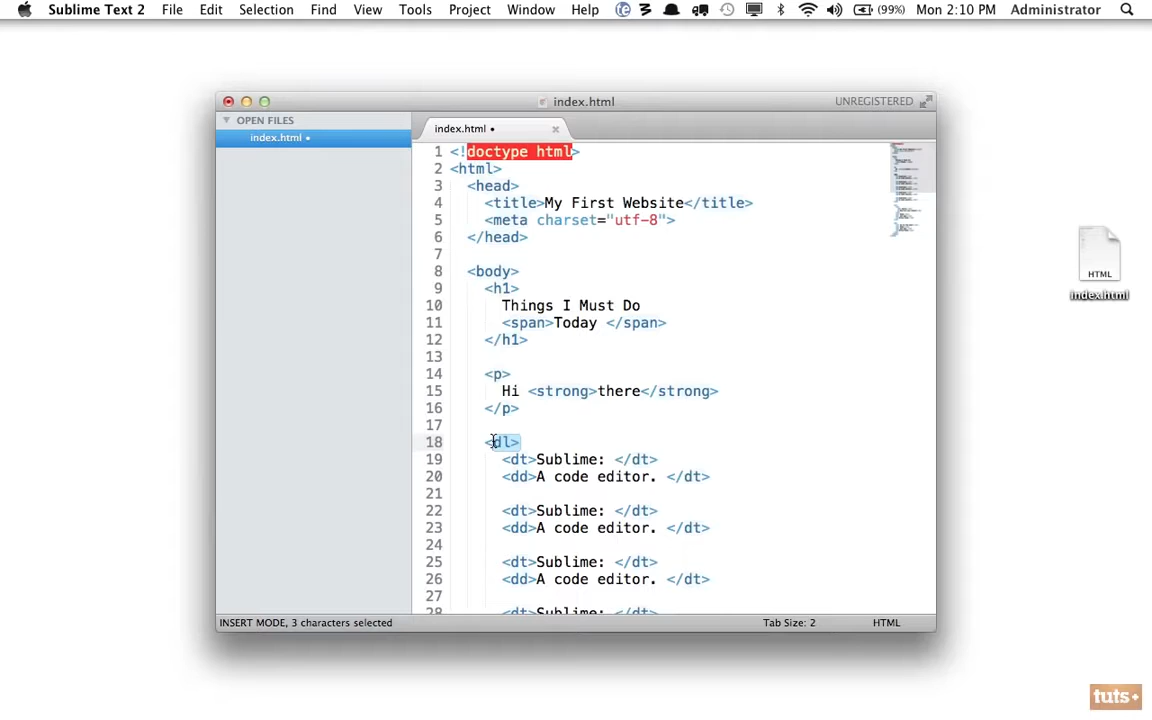 Sublime Text 2 File Edit Selection Find View Tools Project Window Help (99%) Mon 2:10 PM Administrator
index.html UNREGISTERED
OPEN FILES
index.html •
index.html •
1 <!doctype html>
2 <html>
3 <head>
4 <title>My First Website</title>
5 <meta charset="utf-8">
6 </head>
7
8 <body>
9 <h1>
10 Things I Must Do
11 <span>Today </span>
12 </h1>
13
14 <p>
15 Hi <strong>there</strong>
16 </p>
17
18 <dl>
19 <dt>Sublime: </dt>
20 <dd>A code editor. </dt>
21
22 <dt>Sublime: </dt>
23 <dd>A code editor. </dt>
24
25 <dt>Sublime: </dt>
26 <dd>A code editor. </dt>
27
28 <dt>Sublime: </dt>
INSERT MODE, 3 characters selected Tab Size: 2 HTML
HTML
index.html
tuts+